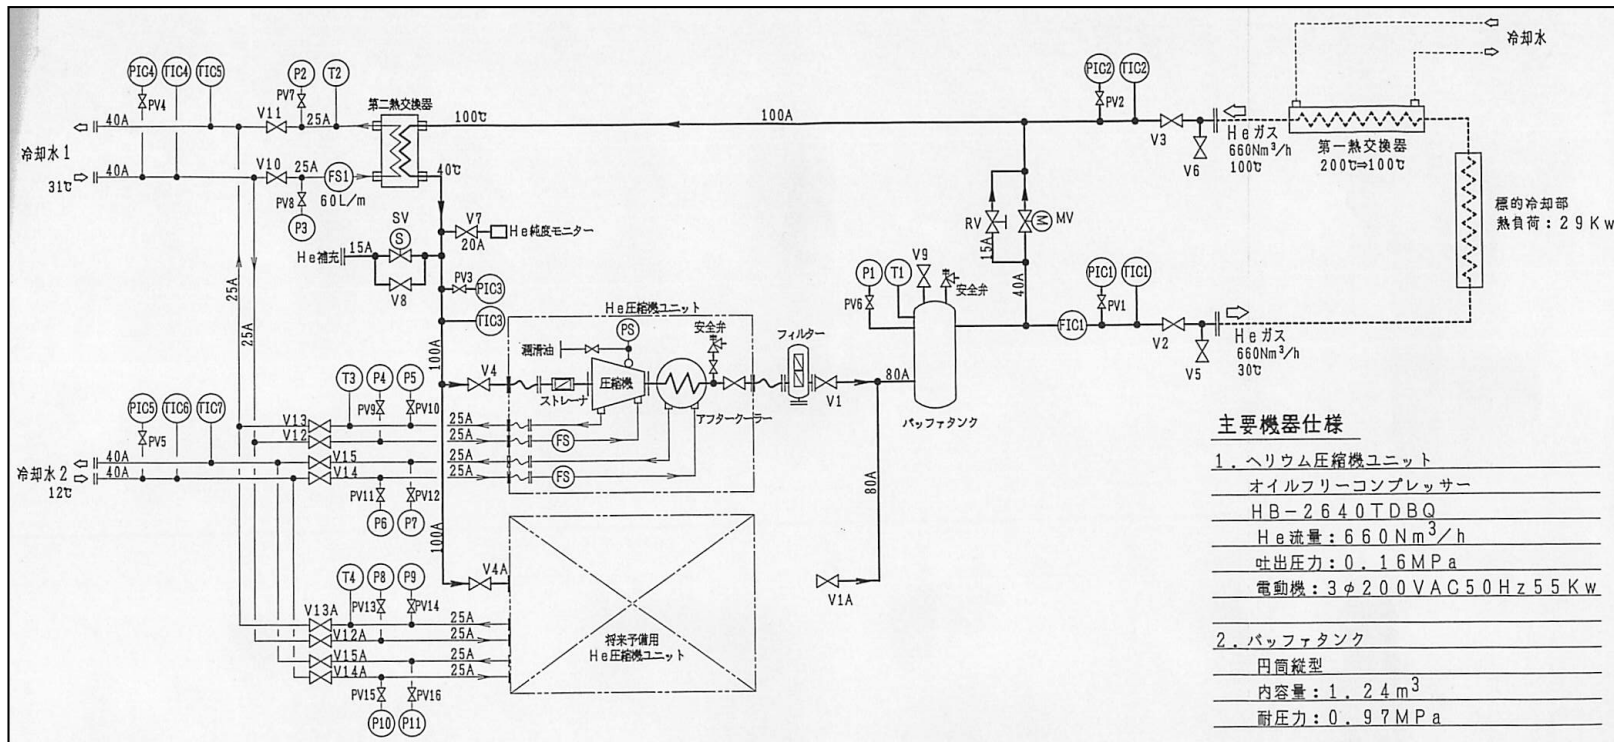 PIC4 TIC4 TIC5
PV4
P2 T2
PV7
40A
V11
25A
第二熱交換器
冷却水1
31℃
40A
V10
25A
FS1
60L/m
PV8
P3
100℃
40℃
100A
PIC2 TIC2
PV2
V3
V6
Heガス
660Nm³/h
100℃
冷却水
第一熱交換器
200℃⇒100℃
標的冷却部
熱負荷:29Kw
SV
S
V7
20A
He純度モニター
He補充
15A
V8
PV3
PIC3
TIC3
100A
25A
25A
RV
15A
M
MV
40A
P1 T1
V9
安全弁
PV6
PIC1 TIC1
PV1
FIC1
V2
V5
Heガス
660Nm³/h
30℃
He圧縮機ユニット
潤滑油
PS
安全弁
フィルター
V4
ストレーナ
圧縮機
アフタークーラー
V1
80A
バッファタンク
T3 P4 P5
PV9
PV10
V13
25A
V12
25A
FS
PIC5 TIC6 TIC7
PV5
冷却水2
12℃
40A
40A
V15
25A
V14
25A
FS
PV11
PV12
P6 P7
100A
80A
V4A
V1A
T4 P8 P9
PV13
PV14
V13A
25A
V12A
25A
V15A
25A
V14A
25A
PV15
PV16
P10 P11
将来予備用
He圧縮機ユニット
主要機器仕様
1.ヘリウム圧縮機ユニット
オイルフリーコンプレッサー
HB-2640TDBQ
He流量:660Nm³/h
吐出圧力:0.16MPa
電動機:3φ200VAC50Hz55Kw
2.バッファタンク
円筒縦型
内容量:1.24m³
耐圧力:0.97MPa